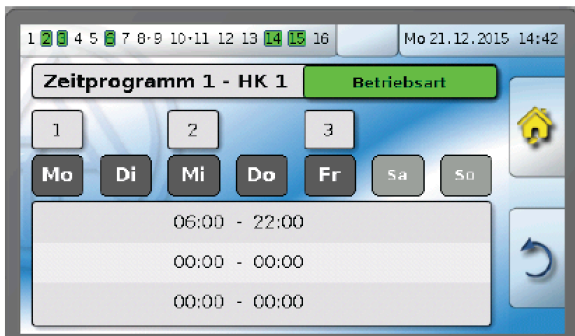 1 2 3 4 5 6 7 8·9 10·11 12 13 14 15 16 Mo 21.12.2015 14:42
Zeitprogramm 1 - HK 1 Betriebsart
1 2 3
Mo Di Mi Do Fr Sa So
06:00 - 22:00
00:00 - 00:00
00:00 - 00:00